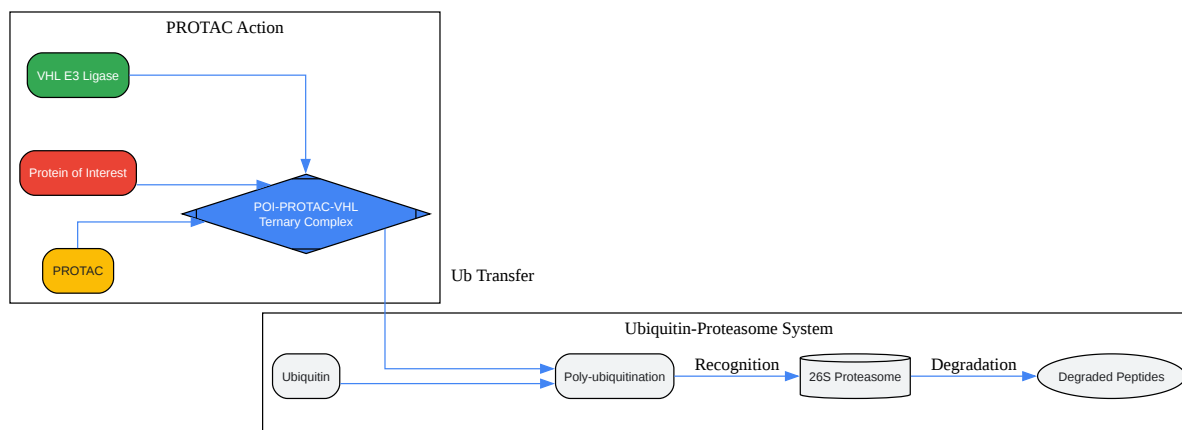 PROTAC Action
VHL E3 Ligase
Protein of Interest
POI-PROTAC-VHL
Ternary Complex
PROTAC
Ub Transfer
Ubiquitin-Proteasome System
Ubiquitin
Poly-ubiquitination
Recognition
26S Proteasome
Degradation
Degraded Peptides